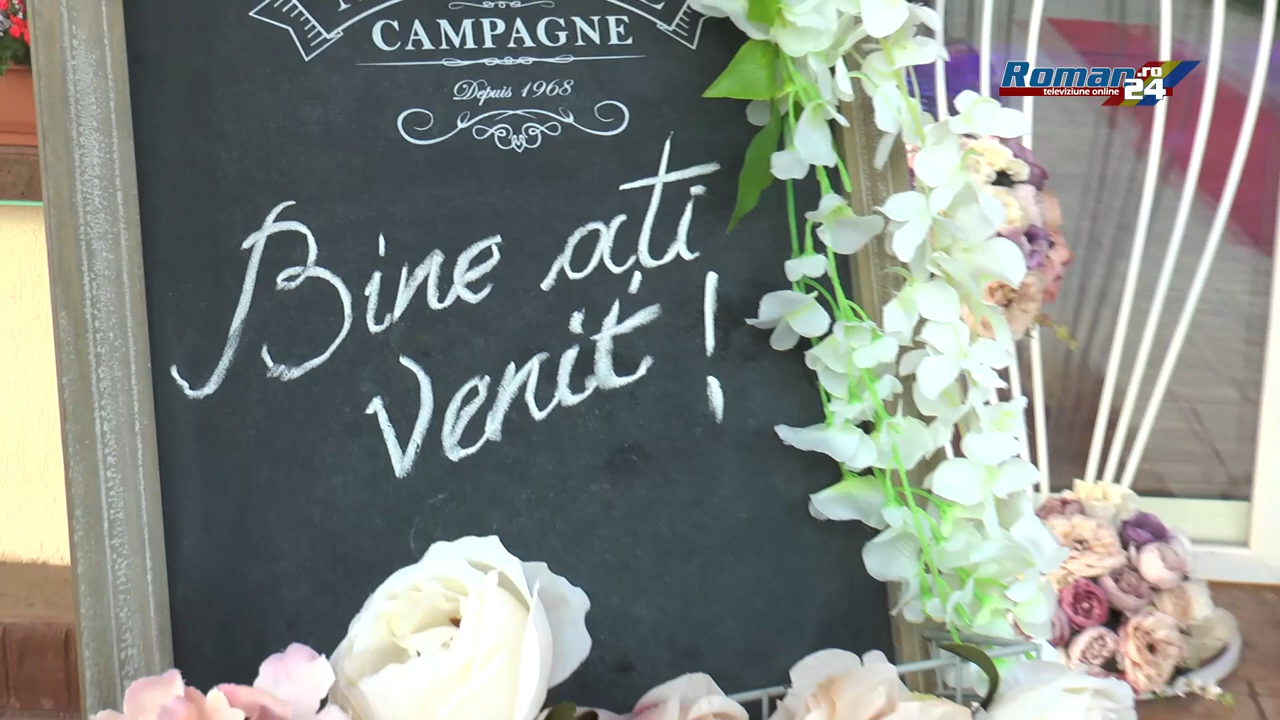 CAMPAGNE
Depuis 1968
Bine ați
venit !
Roman .ro
televiziune online 24